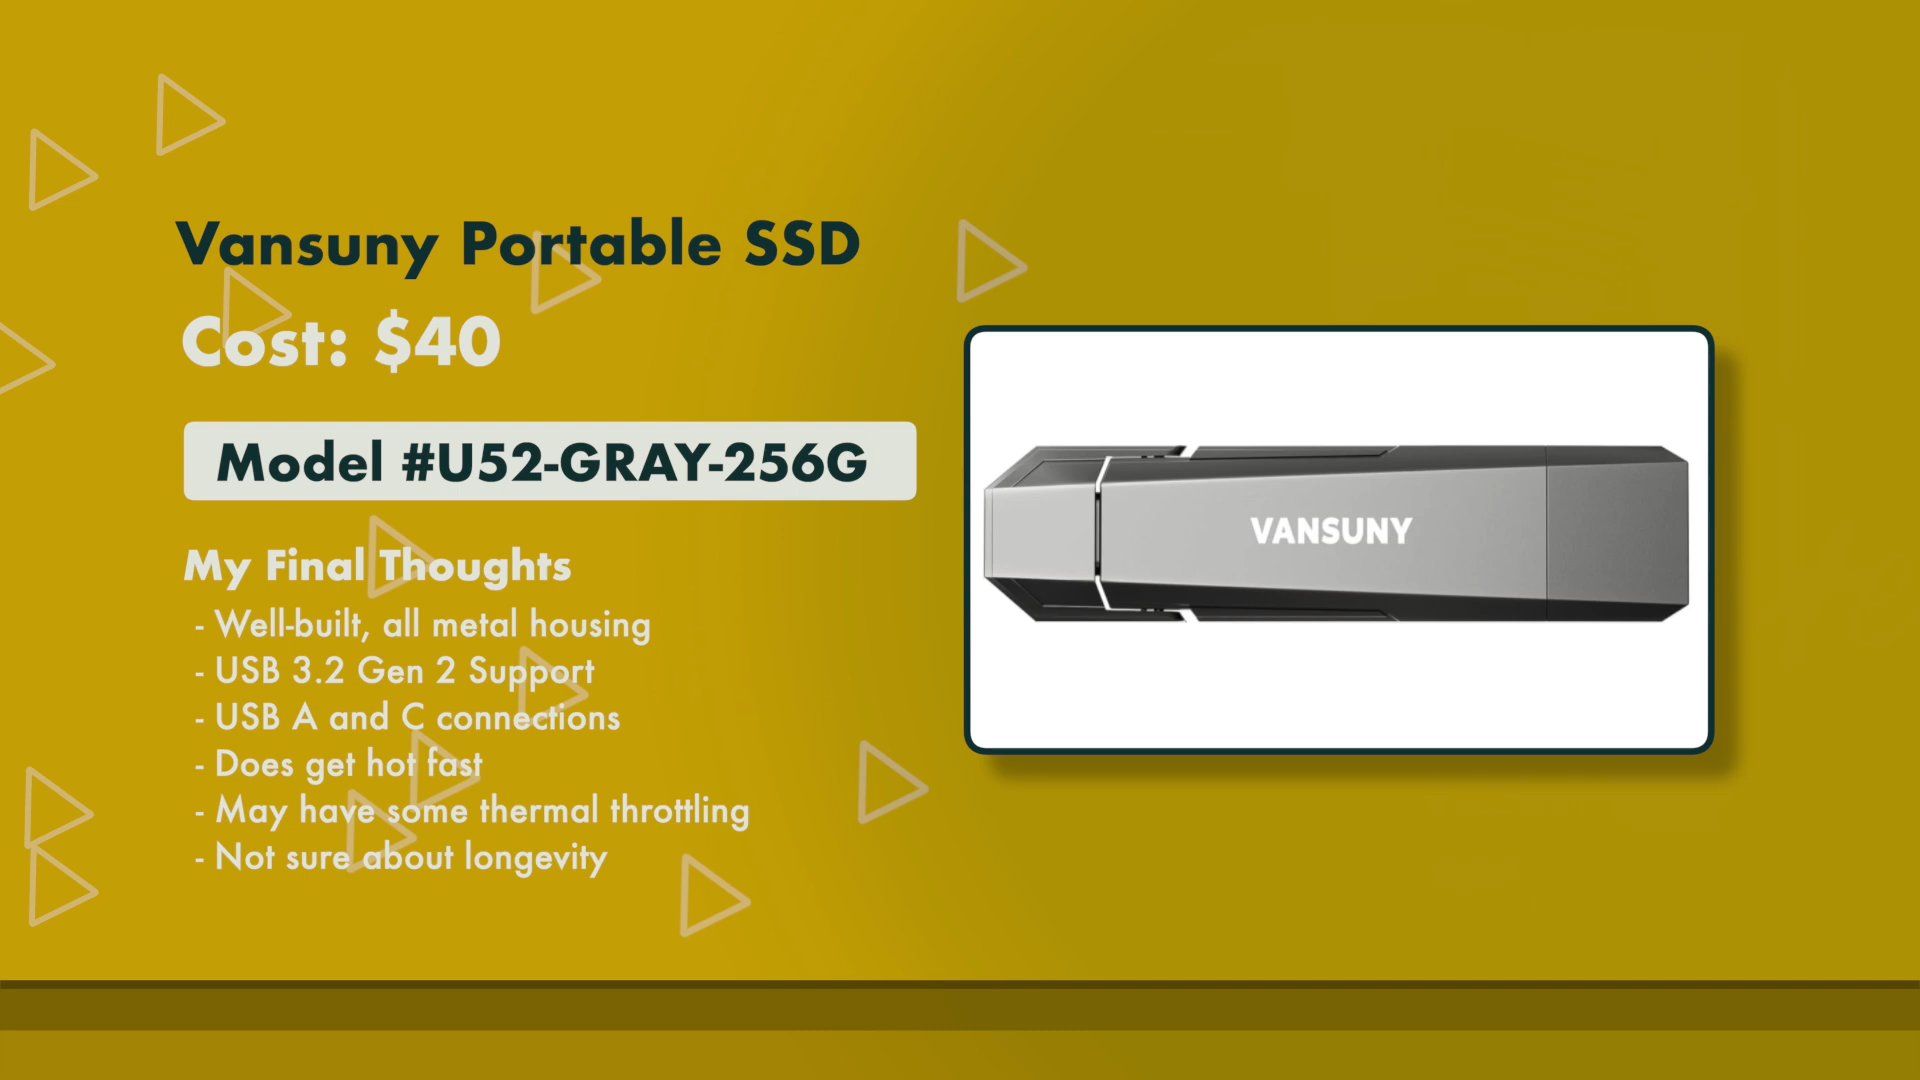 Vansuny Portable SSD
Cost: $40
Model #U52-GRAY-256G
My Final Thoughts
- Well-built, all metal housing
- USB 3.2 Gen 2 Support
- USB A and C connections
- Does get hot fast
- May have some thermal throttling
- Not sure about longevity
VANSUNY